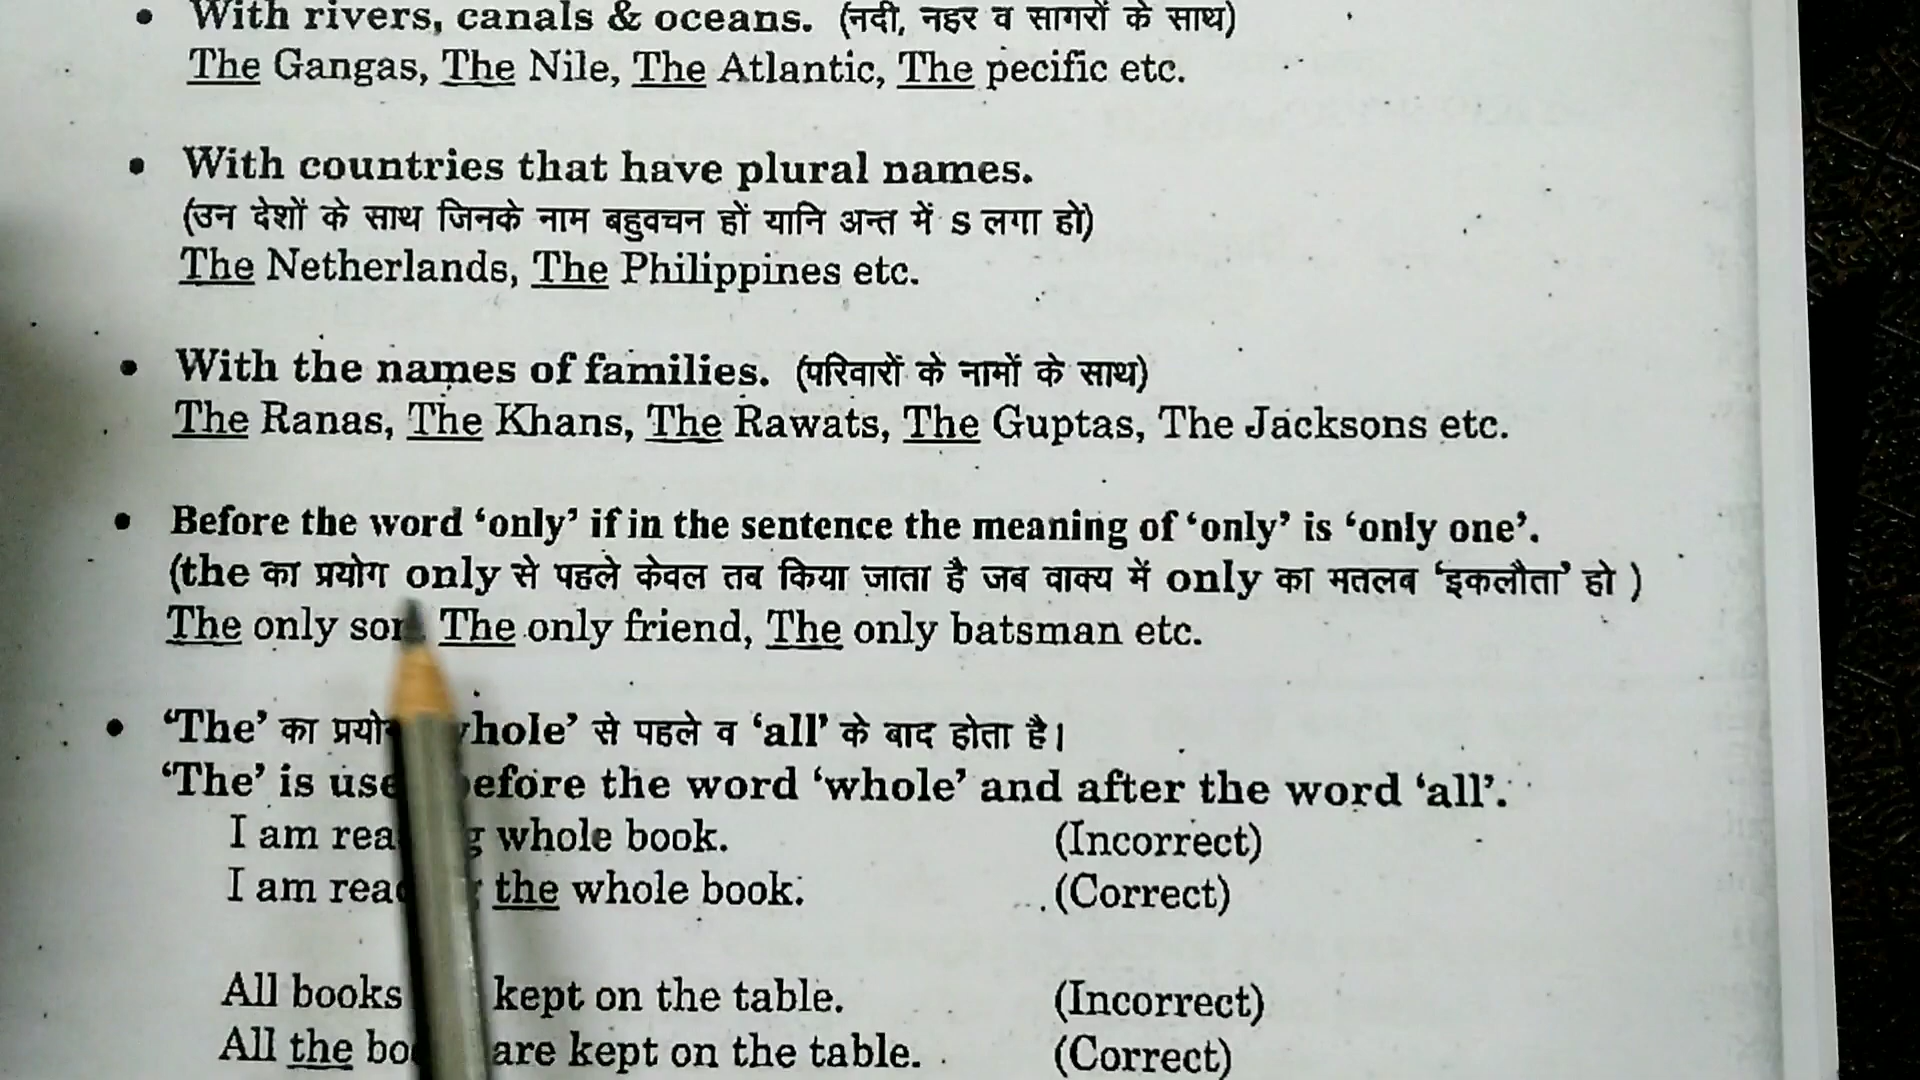 • With rivers, canals & oceans. (नदी, नहर व सागरों के साथ)
The Gangas, The Nile, The Atlantic, The pecific etc.
• With countries that have plural names.
(उन देशों के साथ जिनके नाम बहुवचन हों यानि अन्त में s लगा हो)
The Netherlands, The Philippines etc.
• With the names of families. (परिवारों के नामों के साथ)
The Ranas, The Khans, The Rawats, The Guptas, The Jacksons etc.
• Before the word ‘only’ if in the sentence the meaning of ‘only’ is ‘only one’.
(the का प्रयोग only से पहले केवल तब किया जाता है जब वाक्य में only का मतलब ‘इकलौता’ हो )
The only son The only friend, The only batsman etc.
• ‘The’ का प्रयोग whole’ से पहले व ‘all’ के बाद होता है।
‘The’ is used before the word ‘whole’ and after the word ‘all’.
I am reading whole book. (Incorrect)
I am reading the whole book. (Correct)
All books kept on the table. (Incorrect)
All the books are kept on the table. (Correct)